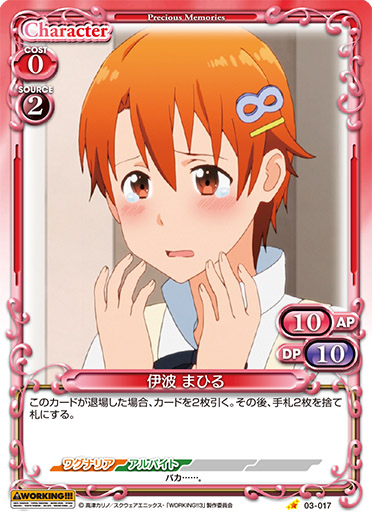 Precious Memories
Character
COST
0
SOURCE
2
10 AP
DP 10
伊波 まひる
このカードが退場した場合、カードを2枚引く。その後、手札2枚を捨て
札にする。
ワグナリア アルバイト
バカ……。
WORKING!!!
© 高津カリノ/スクウェアエニックス・「WORKING!!3」製作委員会
03-017